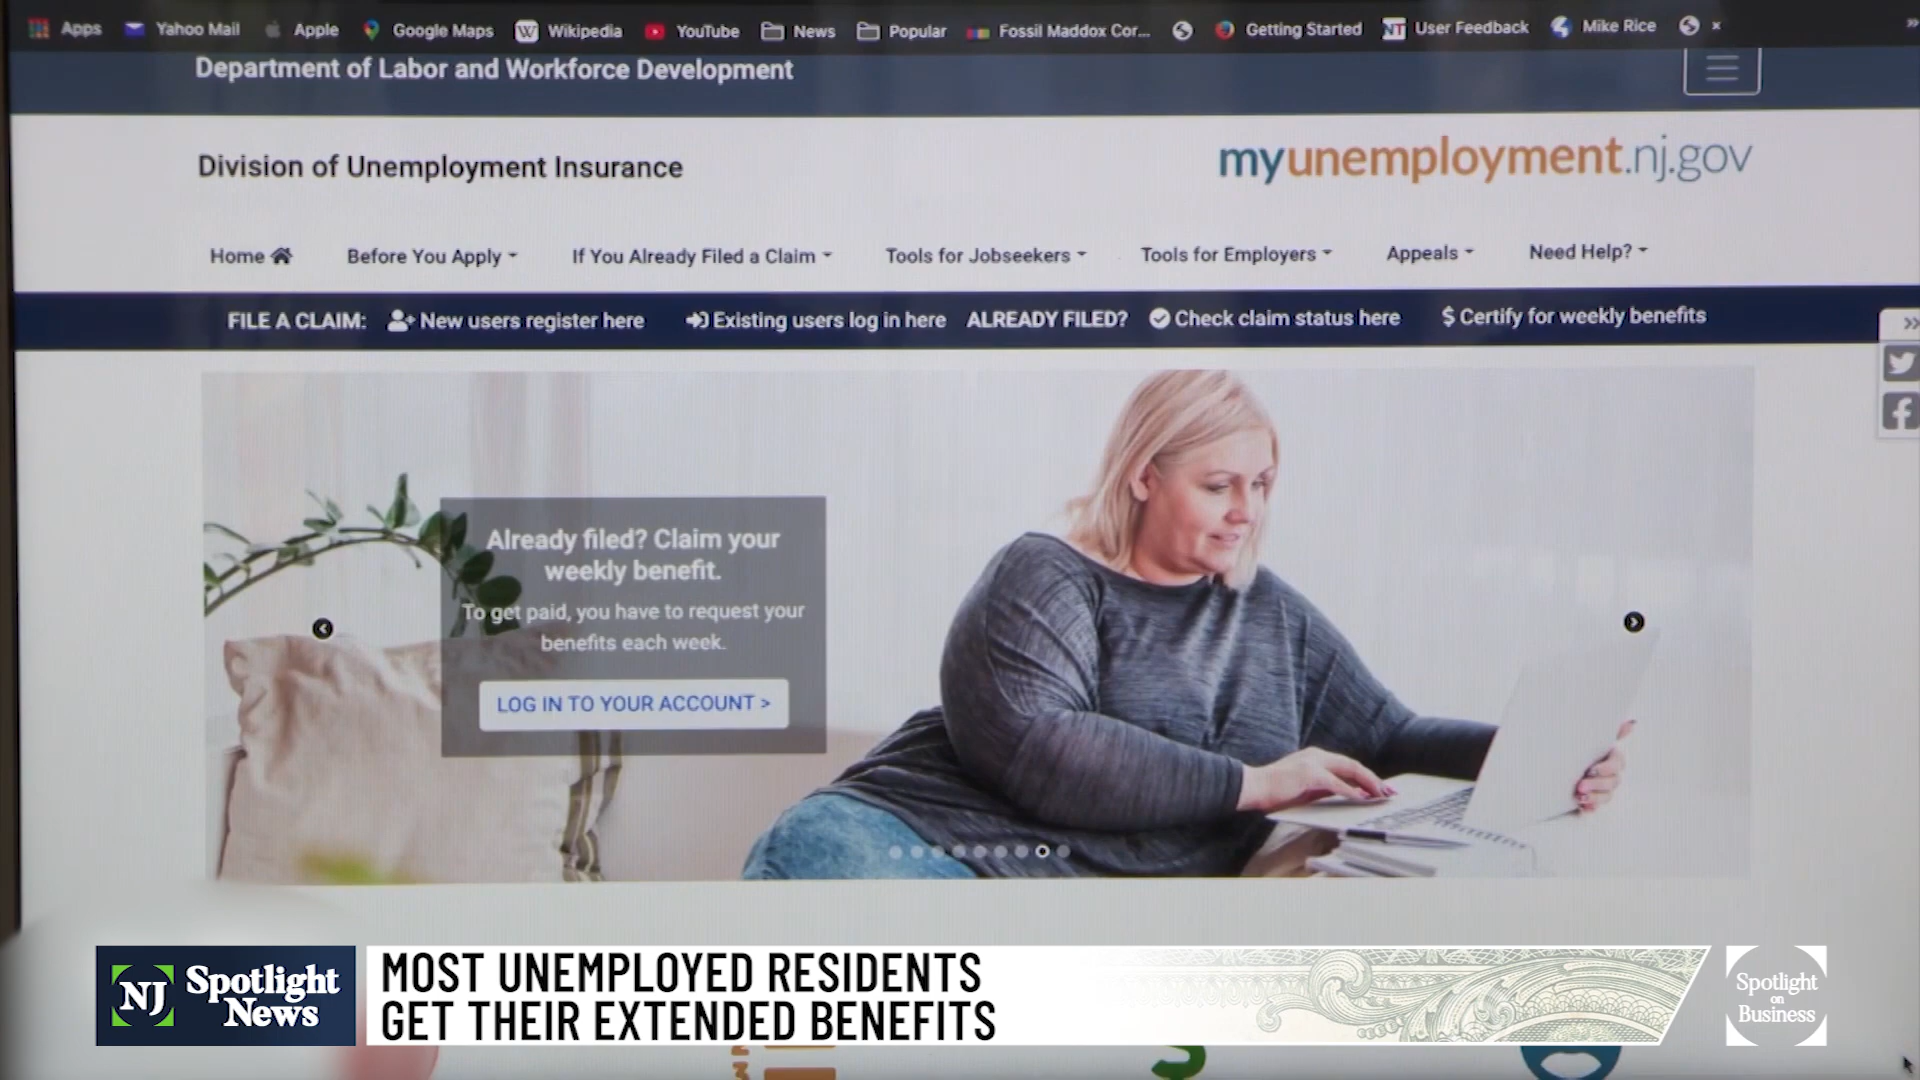 Apps Yahoo Mail Apple Google Maps W Wikipedia YouTube News Popular Fossil Maddox Cor... Getting Started NT User Feedback Mike Rice × »
Department of Labor and Workforce Development
Division of Unemployment Insurance
myunemployment.nj.gov
Home Before You Apply If You Already Filed a Claim Tools for Jobseekers Tools for Employers Appeals Need Help?
FILE A CLAIM: New users register here Existing users log in here ALREADY FILED? Check claim status here $ Certify for weekly benefits
»
Already filed? Claim your
weekly benefit.
To get paid, you have to request your
benefits each week.
LOG IN TO YOUR ACCOUNT >
NJ Spotlight
News
MOST UNEMPLOYED RESIDENTS
GET THEIR EXTENDED BENEFITS
Spotlight
on
Business